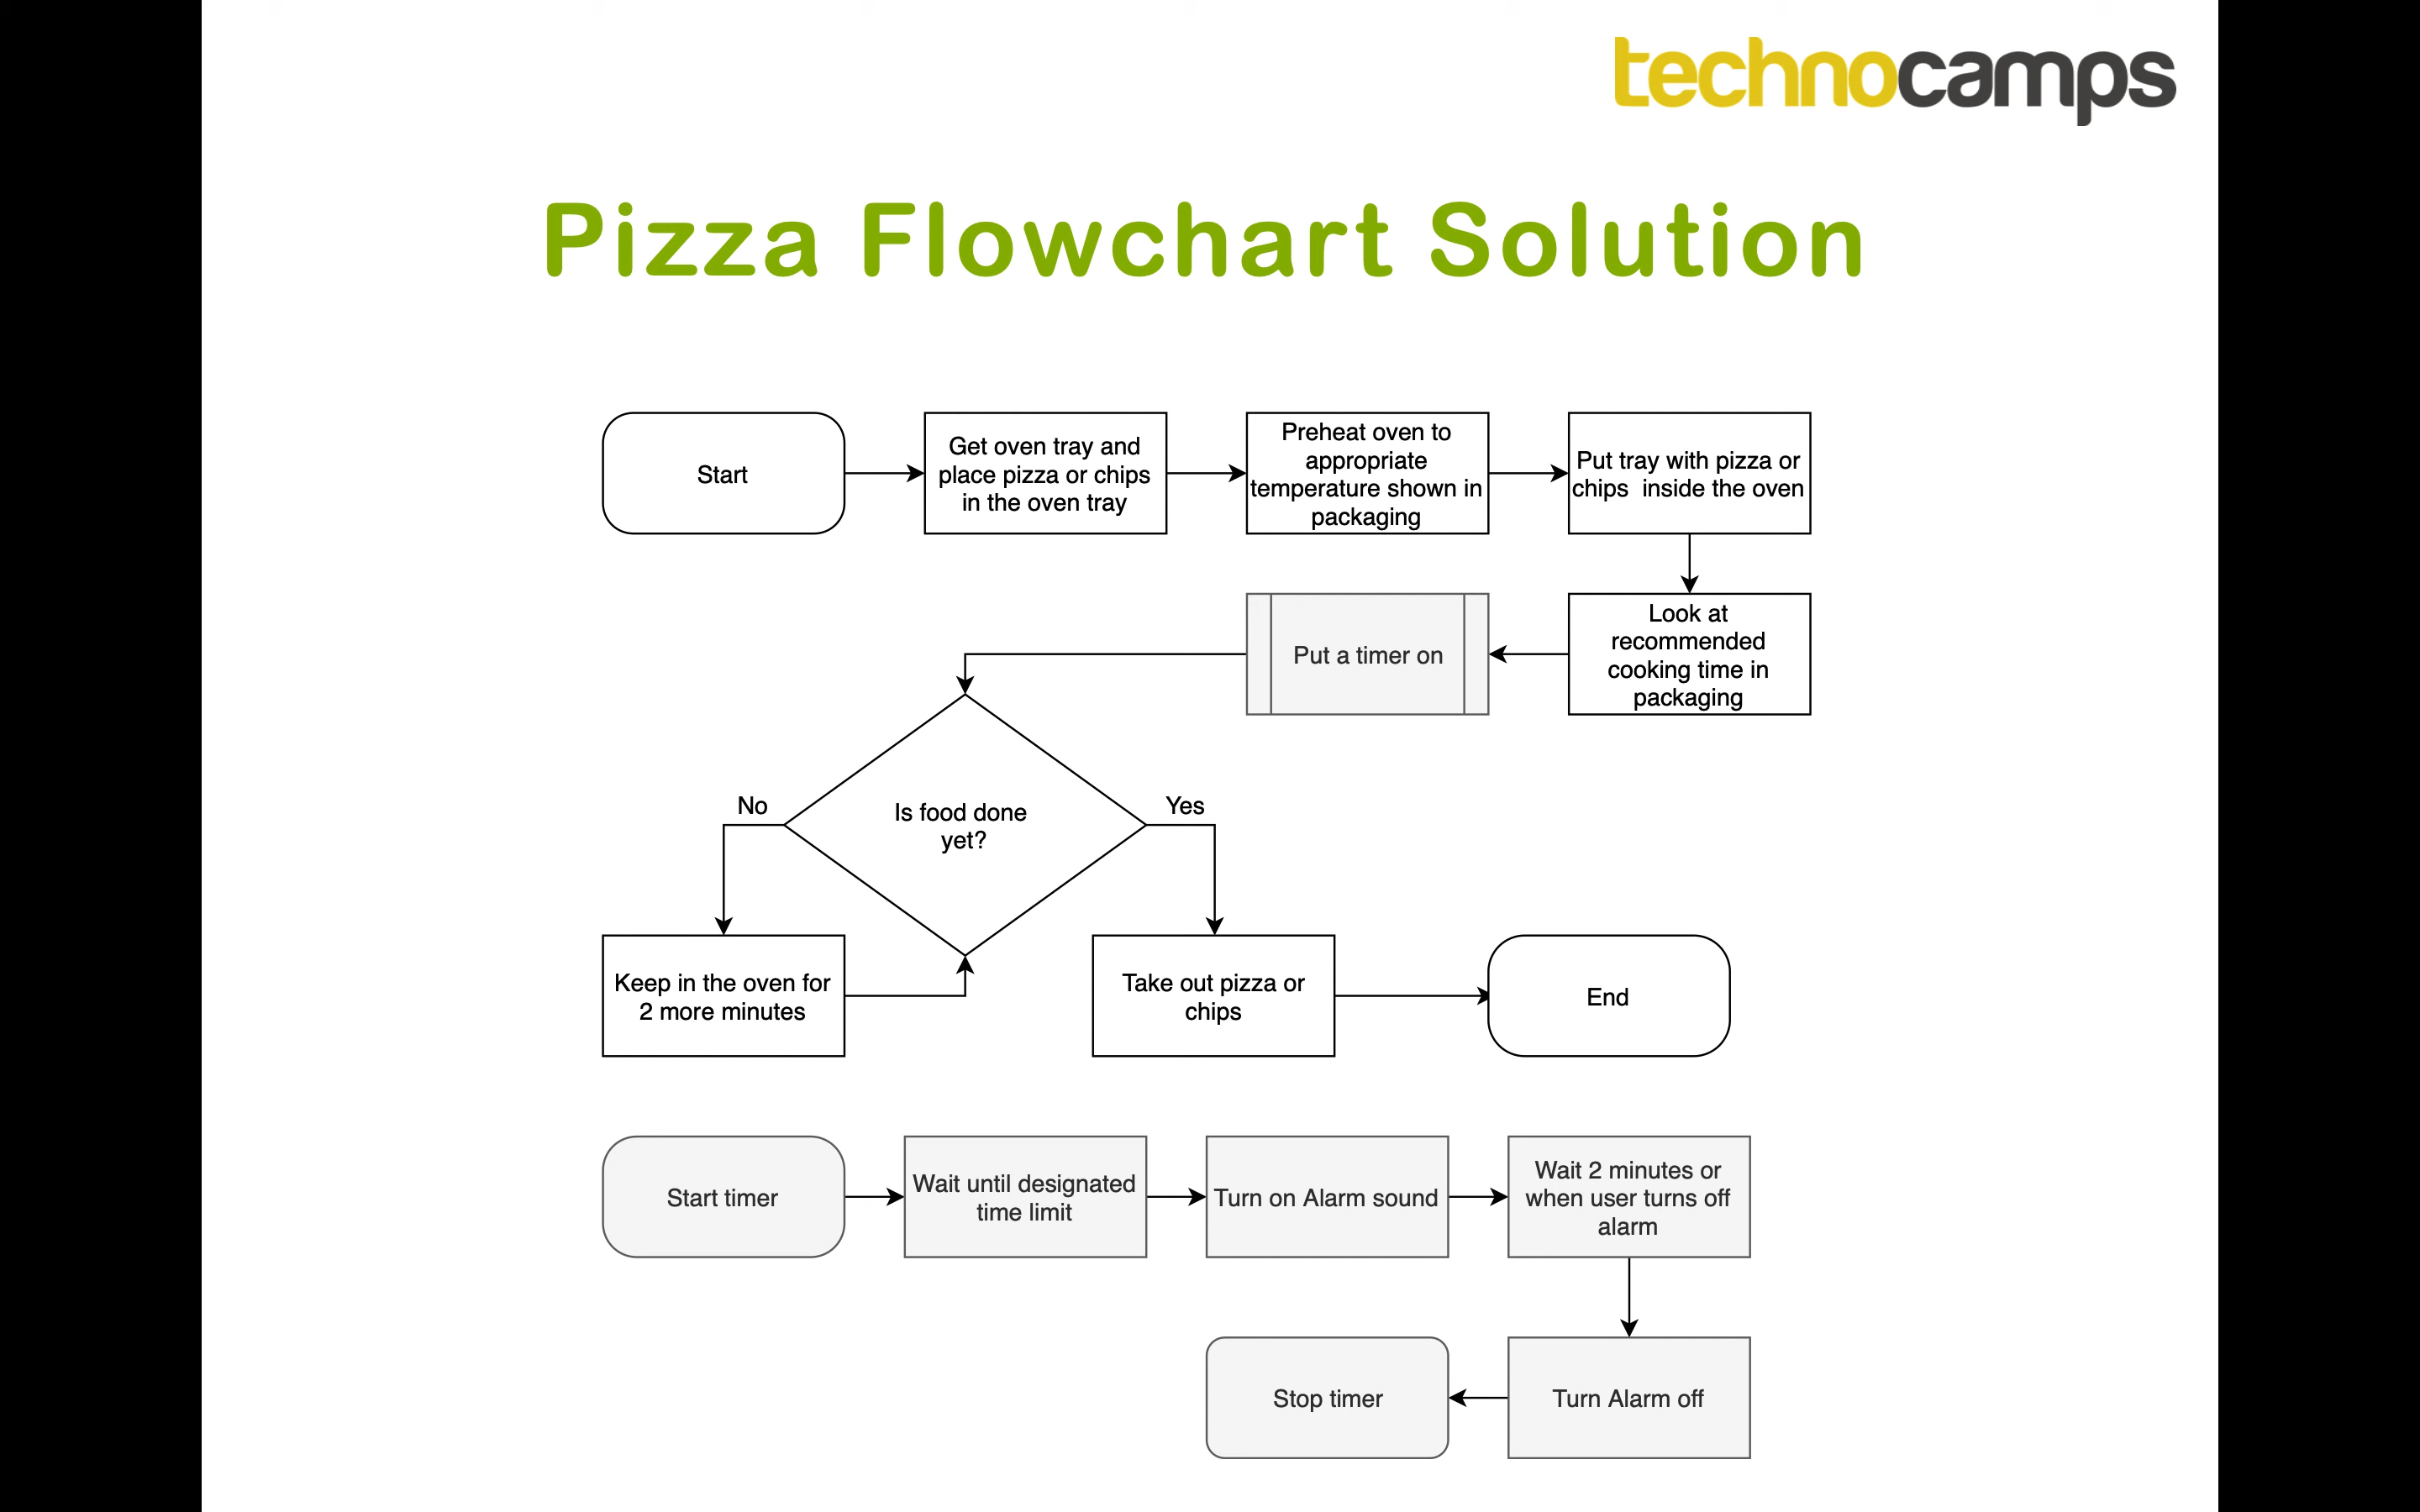 technocamps
Pizza Flowchart Solution
Start
Get oven tray and
place pizza or chips
in the oven tray
Preheat oven to
appropriate
temperature shown in
packaging
Put tray with pizza or
chips inside the oven
Look at
recommended
cooking time in
packaging
Put a timer on
Is food done
yet?
No
Yes
Keep in the oven for
2 more minutes
Take out pizza or
chips
End
Start timer
Wait until designated
time limit
Turn on Alarm sound
Wait 2 minutes or
when user turns off
alarm
Turn Alarm off
Stop timer